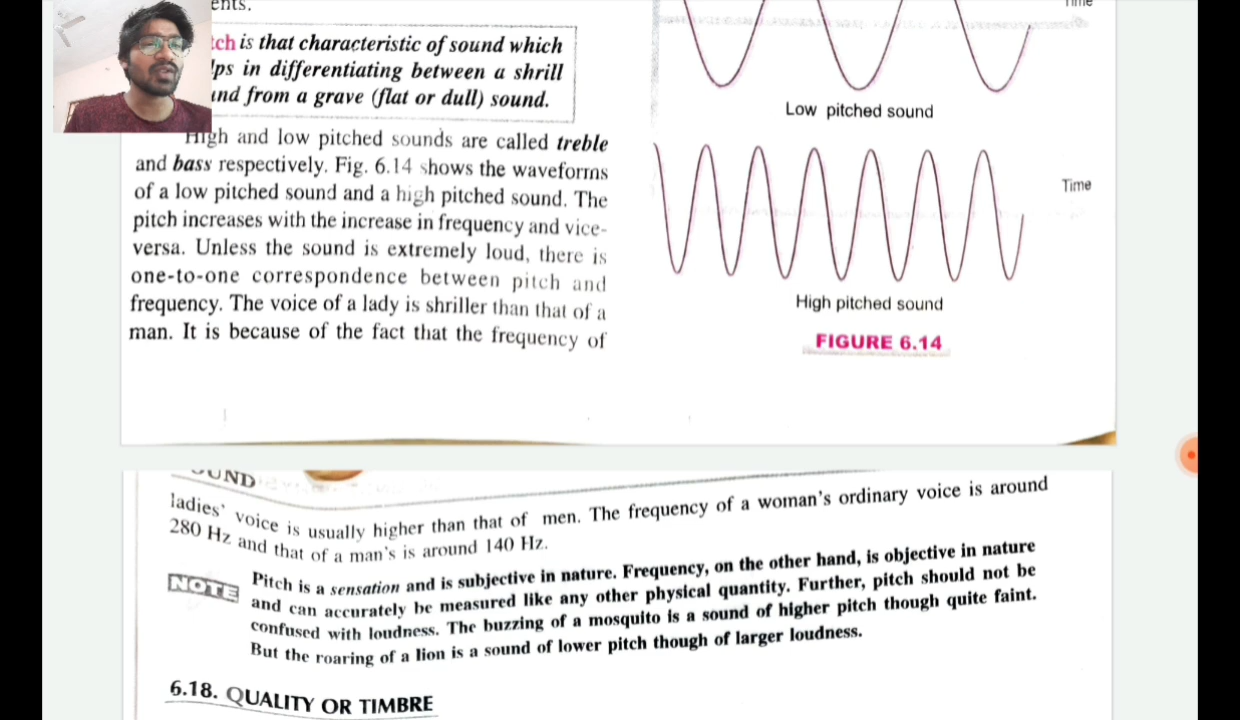 ents.
tch is that characteristic of sound which
lps in differentiating between a shrill
und from a grave (flat or dull) sound.
High and low pitched sounds are called treble
and bass respectively. Fig. 6.14 shows the waveforms
of a low pitched sound and a high pitched sound. The
pitch increases with the increase in frequency and vice-
versa. Unless the sound is extremely loud, there is
one-to-one correspondence between pitch and
frequency. The voice of a lady is shriller than that of a
man. It is because of the fact that the frequency of
Time
Low pitched sound
Time
High pitched sound
FIGURE 6.14
OUND
ladies' voice is usually higher than that of men. The frequency of a woman's ordinary voice is around
280 Hz and that of a man's is around 140 Hz.
NOTE Pitch is a sensation and is subjective in nature. Frequency, on the other hand, is objective in nature
and can accurately be measured like any other physical quantity. Further, pitch should not be
confused with loudness. The buzzing of a mosquito is a sound of higher pitch though quite faint.
But the roaring of a lion is a sound of lower pitch though of larger loudness.
6.18. QUALITY OR TIMBRE